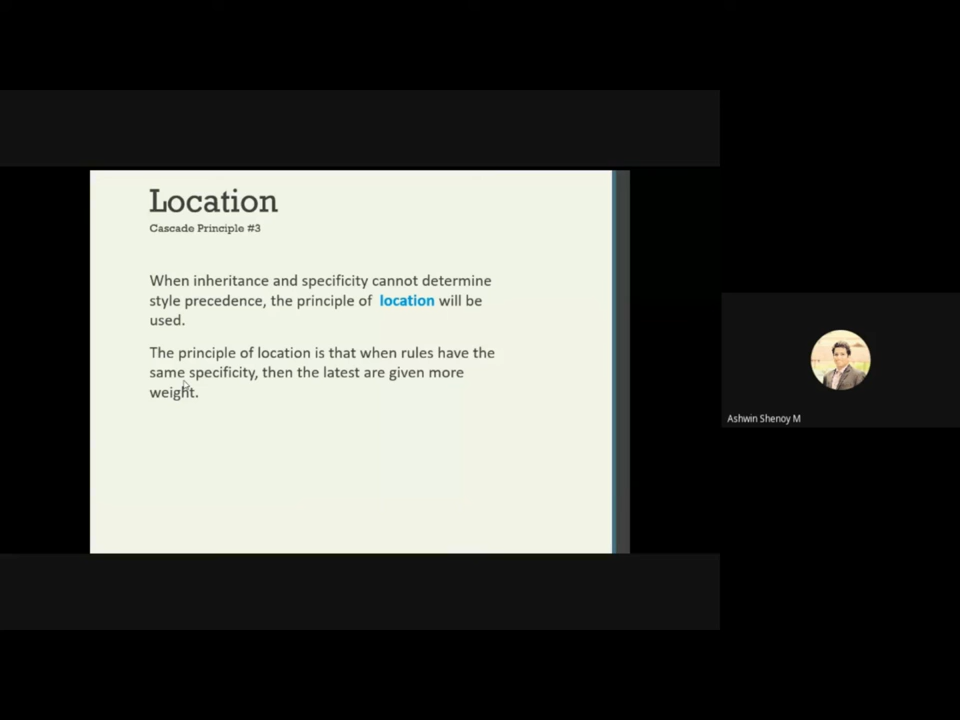 Location
Cascade Principle #3
When inheritance and specificity cannot determine
style precedence, the principle of location will be
used.
The principle of location is that when rules have the
same specificity, then the latest are given more
weight.
Ashwin Shenoy M